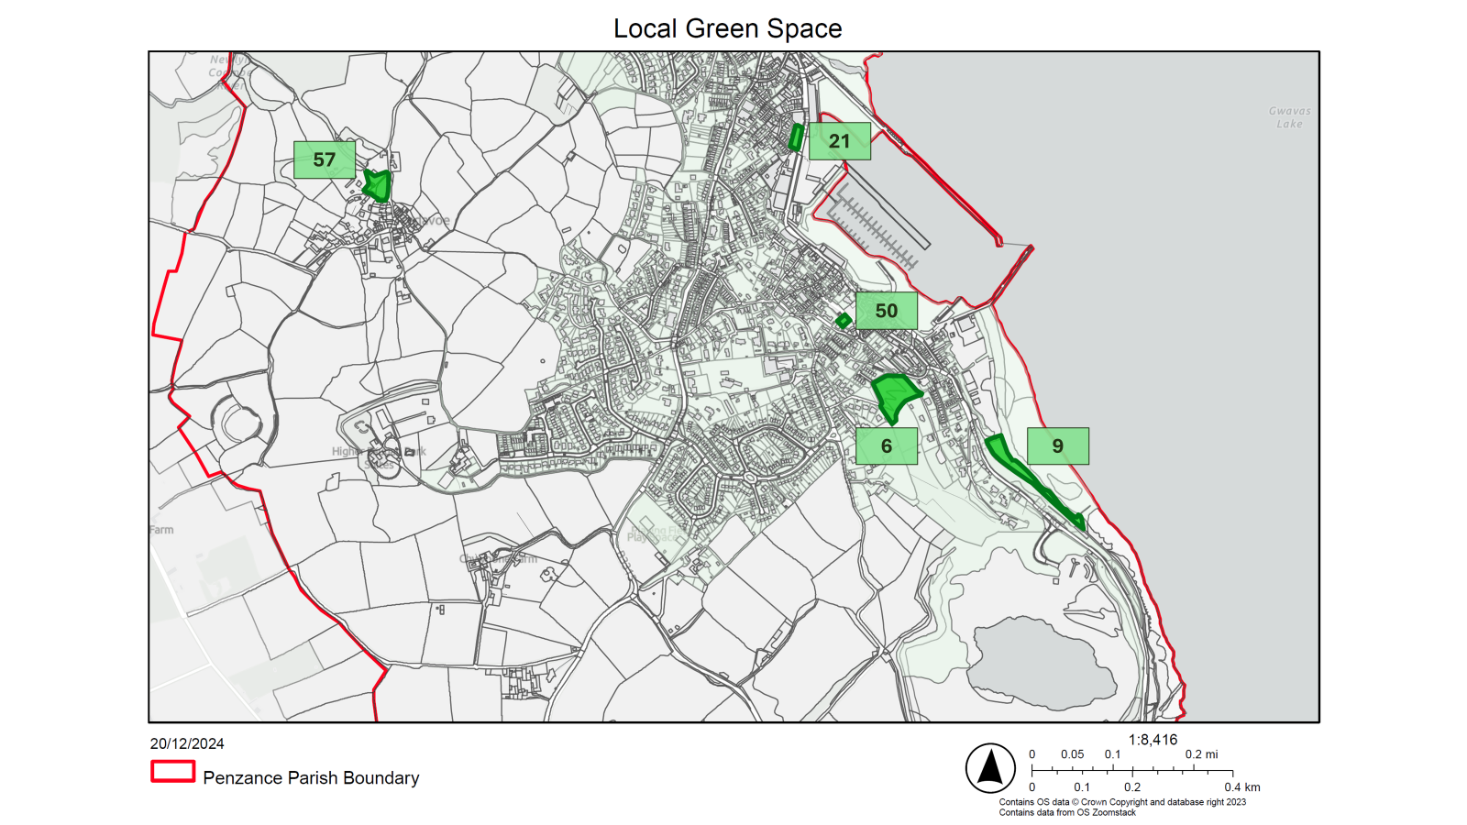 Local Green Space
Gwavas
Lake
57
21
50
6
9
Farm
20/12/2024
Penzance Parish Boundary
1:8,416
0 0.05 0.1 0.2 mi
0 0.1 0.2 0.4 km
Contains OS data © Crown Copyright and database right 2023
Contains data from OS Zoomstack